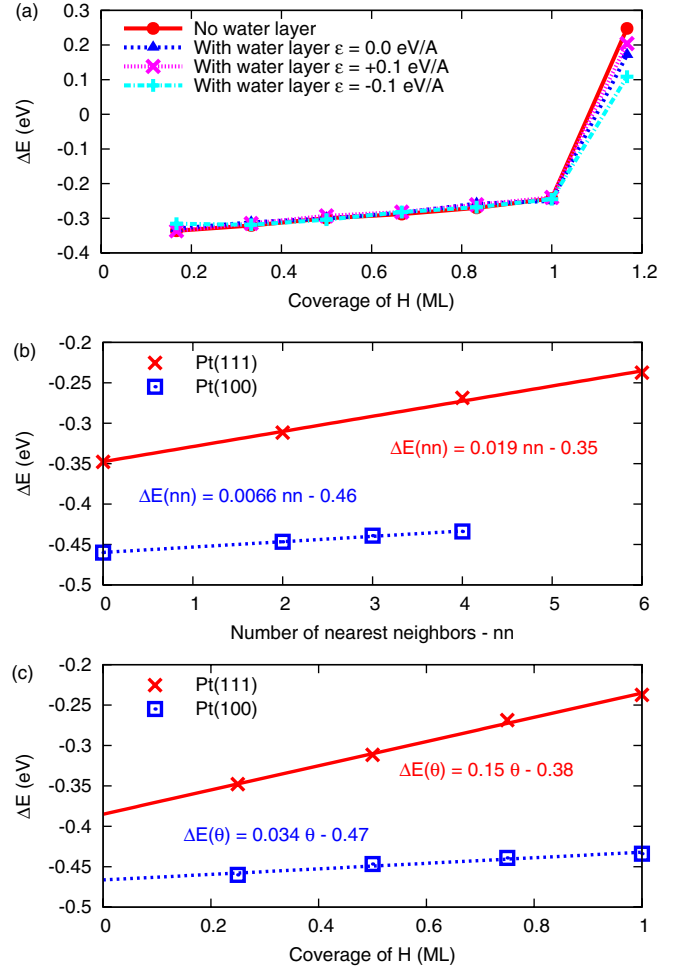 (a)
No water layer
With water layer ε = 0.0 eV/A
With water layer ε = +0.1 eV/A
With water layer ε = -0.1 eV/A
0.3
0.2
0.1
0
-0.1
-0.2
-0.3
-0.4
ΔE (eV)
0 0.2 0.4 0.6 0.8 1 1.2
Coverage of H (ML)
(b)
Pt(111)
Pt(100)
-0.2
-0.25
-0.3
-0.35
-0.4
-0.45
-0.5
ΔE (eV)
ΔE(nn) = 0.019 nn - 0.35
ΔE(nn) = 0.0066 nn - 0.46
0 1 2 3 4 5 6
Number of nearest neighbors - nn
(c)
Pt(111)
Pt(100)
-0.2
-0.25
-0.3
-0.35
-0.4
-0.45
-0.5
ΔE (eV)
ΔE(θ) = 0.15 θ - 0.38
ΔE(θ) = 0.034 θ - 0.47
0 0.2 0.4 0.6 0.8 1
Coverage of H (ML)